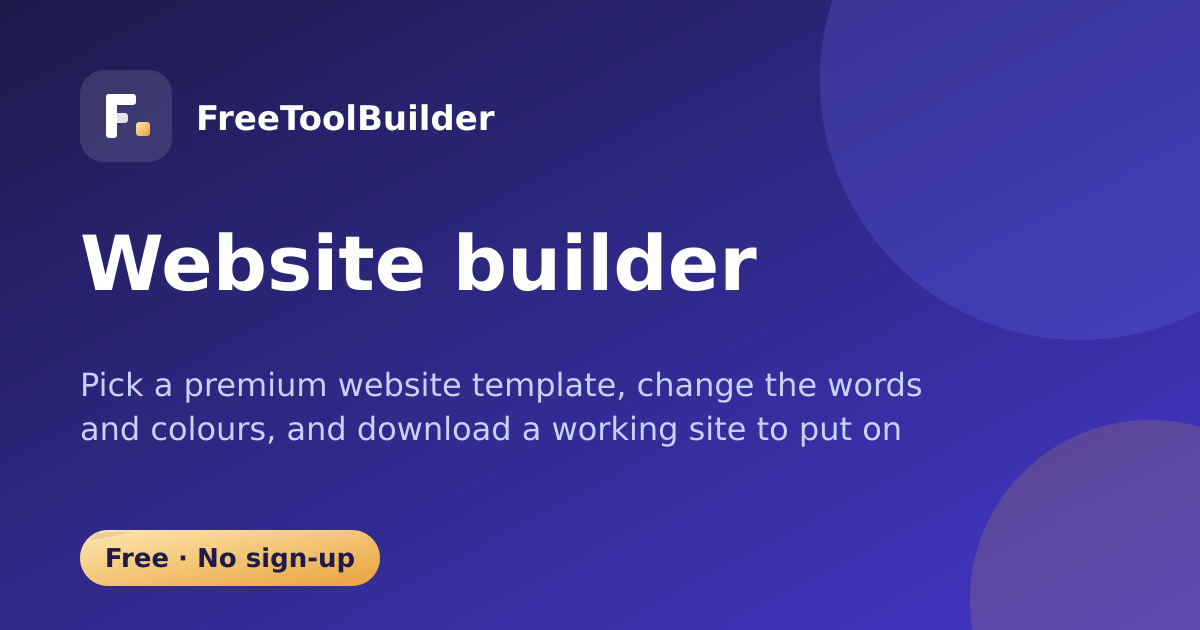 F.
FreeToolBuilder
Website builder
Pick a premium website template, change the words
and colours, and download a working site to put on
Free · No sign-up